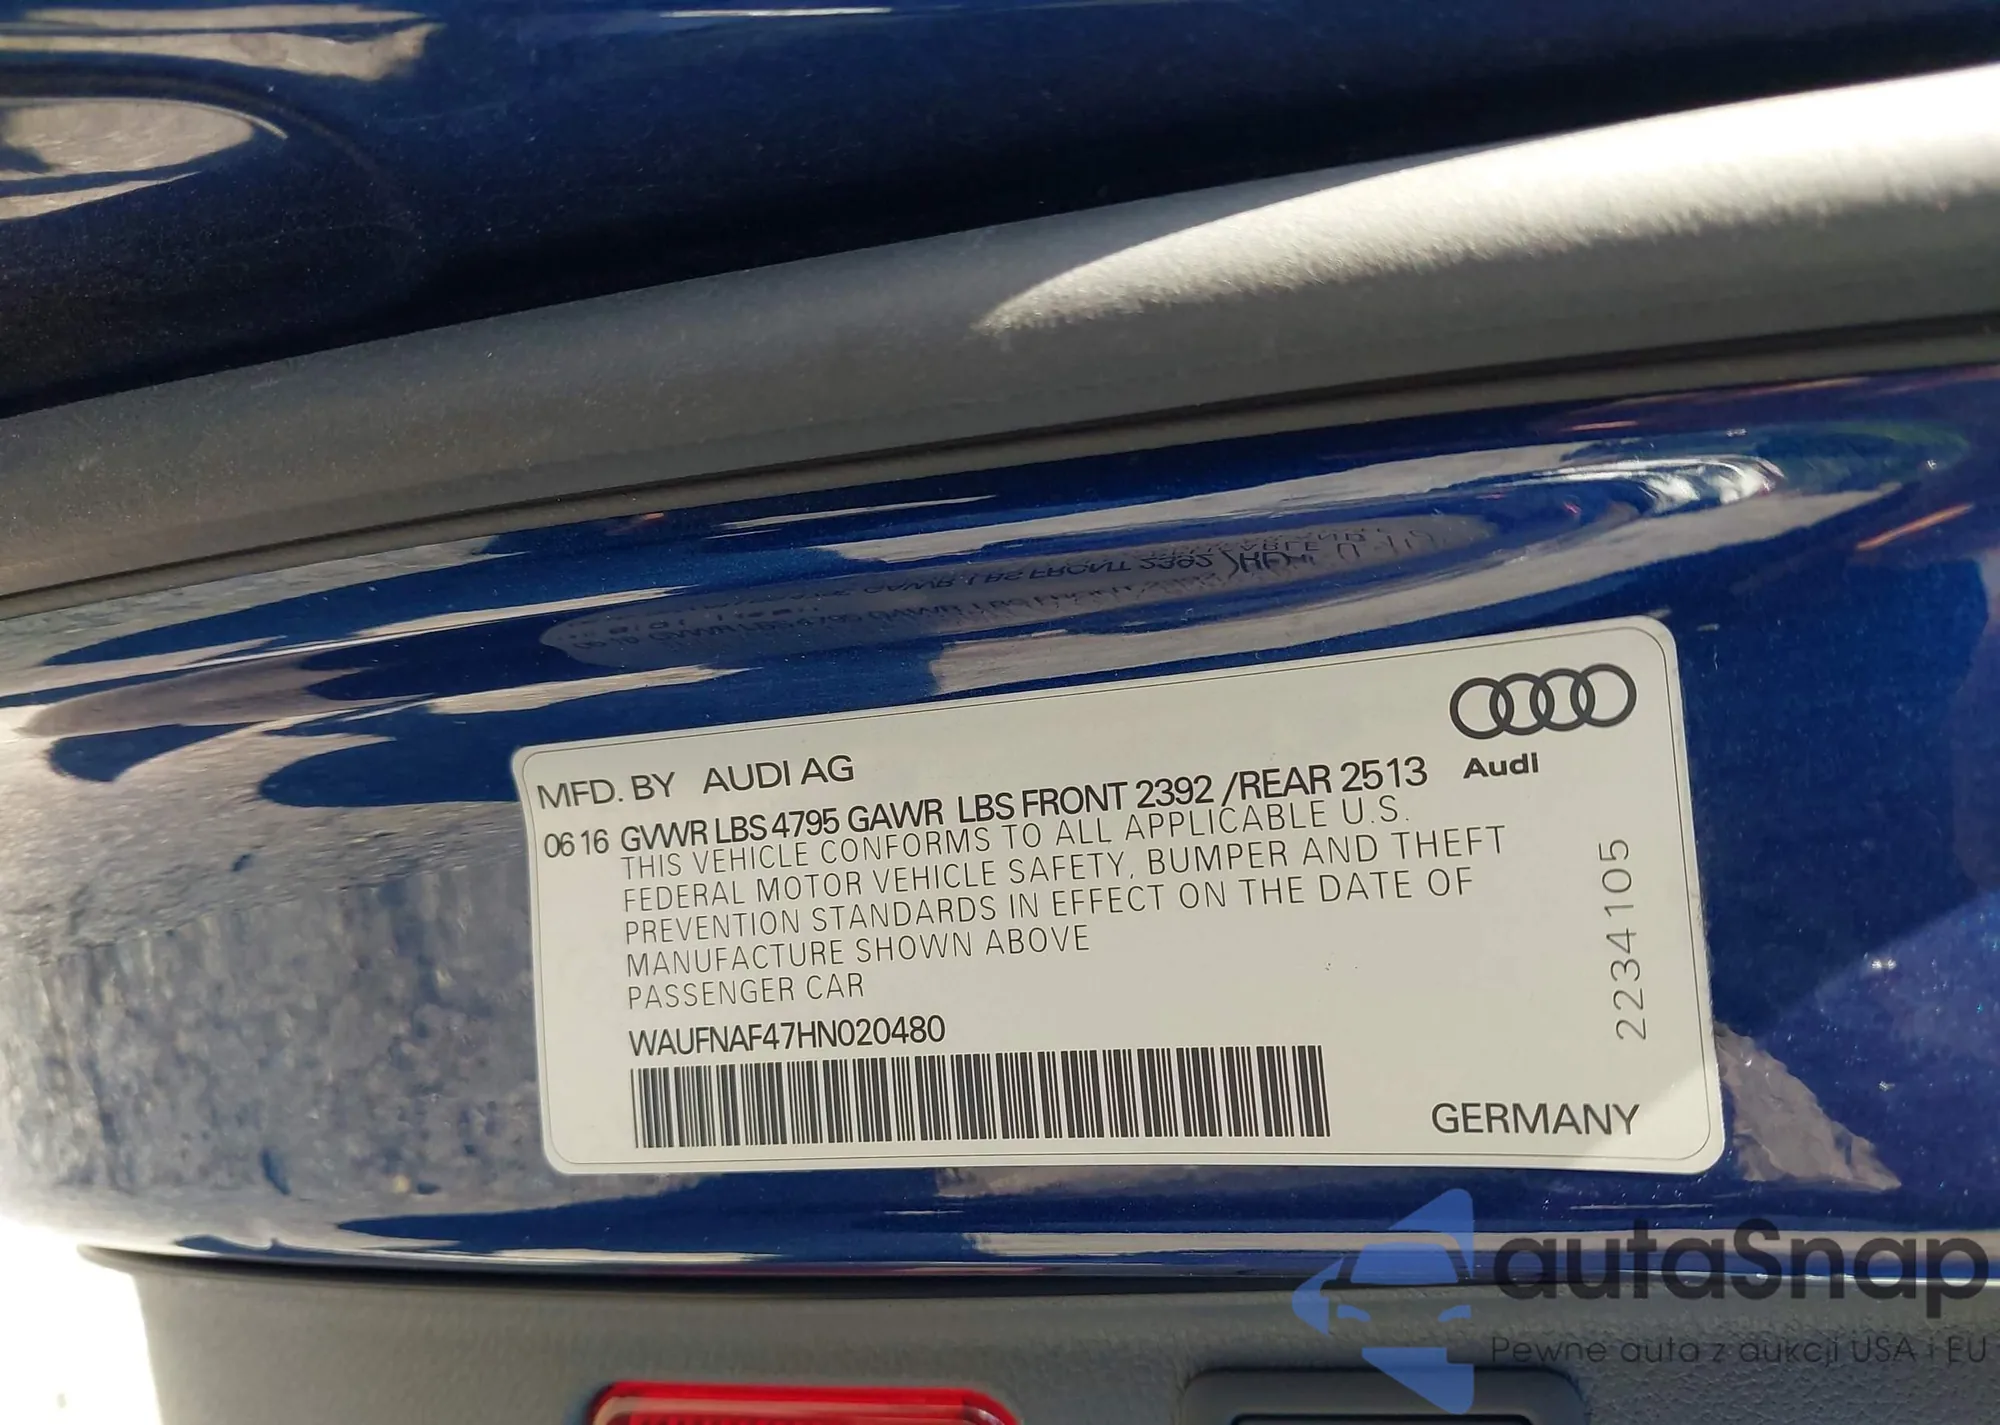 MFD. BY AUDI AG
Audi
06 16 GVWR LBS 4795 GAWR LBS FRONT 2392 /REAR 2513
THIS VEHICLE CONFORMS TO ALL APPLICABLE U.S.
FEDERAL MOTOR VEHICLE SAFETY, BUMPER AND THEFT
PREVENTION STANDARDS IN EFFECT ON THE DATE OF
MANUFACTURE SHOWN ABOVE
PASSENGER CAR
WAUFNAF47HN020480
2234105
GERMANY
autaSnap
Pewne auta z aukcji USA i EU